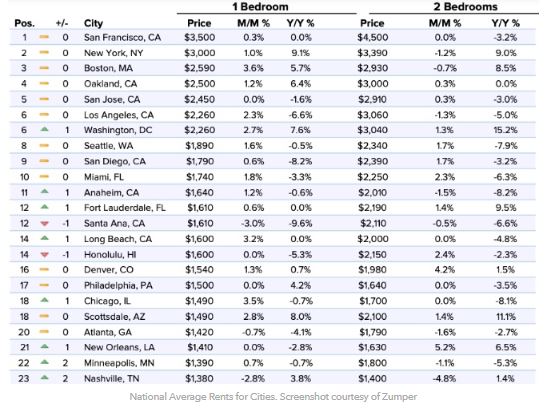 1 Bedroom 2 Bedrooms
Pos. +/- City Price M/M % Y/Y % Price M/M % Y/Y %
1 0 San Francisco, CA $3,500 0.3% 0.0% $4,500 0.0% -3.2%
2 0 New York, NY $3,000 1.0% 9.1% $3,390 -1.2% 9.0%
3 0 Boston, MA $2,590 3.6% 5.7% $2,930 -0.7% 8.5%
4 0 Oakland, CA $2,500 1.2% 6.4% $3,000 0.3% 0.0%
5 0 San Jose, CA $2,450 0.0% -1.6% $2,910 0.3% -3.0%
6 0 Los Angeles, CA $2,260 2.3% -6.6% $3,060 -1.3% -5.0%
6 1 Washington, DC $2,260 2.7% 7.6% $3,040 1.3% 15.2%
8 0 Seattle, WA $1,890 1.6% -0.5% $2,340 1.7% -7.9%
9 0 San Diego, CA $1,790 0.6% -8.2% $2,390 1.7% -3.2%
10 0 Miami, FL $1,740 1.8% -3.3% $2,250 2.3% -6.3%
11 1 Anaheim, CA $1,640 1.2% -0.6% $2,010 -1.5% -8.2%
12 1 Fort Lauderdale, FL $1,610 0.6% 0.0% $2,190 1.4% 9.5%
12 -1 Santa Ana, CA $1,610 -3.0% -9.6% $2,110 -0.5% -6.6%
14 1 Long Beach, CA $1,600 3.2% 0.0% $2,000 0.0% -4.8%
14 -1 Honolulu, HI $1,600 0.0% -5.3% $2,150 2.4% -2.3%
16 0 Denver, CO $1,540 1.3% 0.7% $1,980 4.2% 1.5%
17 0 Philadelphia, PA $1,500 0.0% 4.2% $1,640 0.0% -3.5%
18 1 Chicago, IL $1,490 3.5% -0.7% $1,700 0.0% -8.1%
18 0 Scottsdale, AZ $1,490 2.8% 8.0% $2,100 1.4% 11.1%
20 0 Atlanta, GA $1,420 -0.7% -4.1% $1,790 -1.6% -2.7%
21 1 New Orleans, LA $1,410 0.0% -2.8% $1,630 5.2% 6.5%
22 2 Minneapolis, MN $1,390 0.7% -0.7% $1,800 -1.1% -5.3%
23 2 Nashville, TN $1,380 -2.8% 3.8% $1,400 -4.8% 1.4%
National Average Rents for Cities. Screenshot courtesy of Zumper